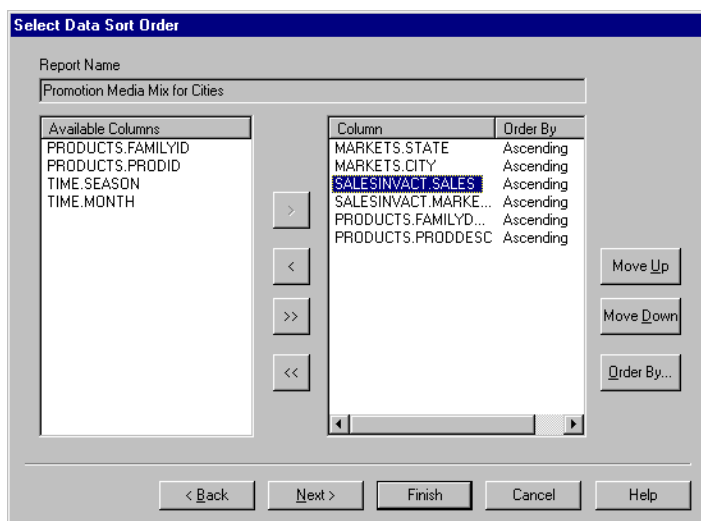 Select Data Sort Order
Report Name
Promotion Media Mix for Cities
Available Columns
PRODUCTS.FAMILYID
PRODUCTS.PRODID
TIME.SEASON
TIME.MONTH
>
<
>>
<<
Column Order By
MARKETS.STATE Ascending
MARKETS.CITY Ascending
SALESINVACT.SALES Ascending
SALESINVACT.MARKE... Ascending
PRODUCTS.FAMILYD... Ascending
PRODUCTS.PRODDESC Ascending
Move Up
Move Down
Order By...
< Back Next > Finish Cancel Help